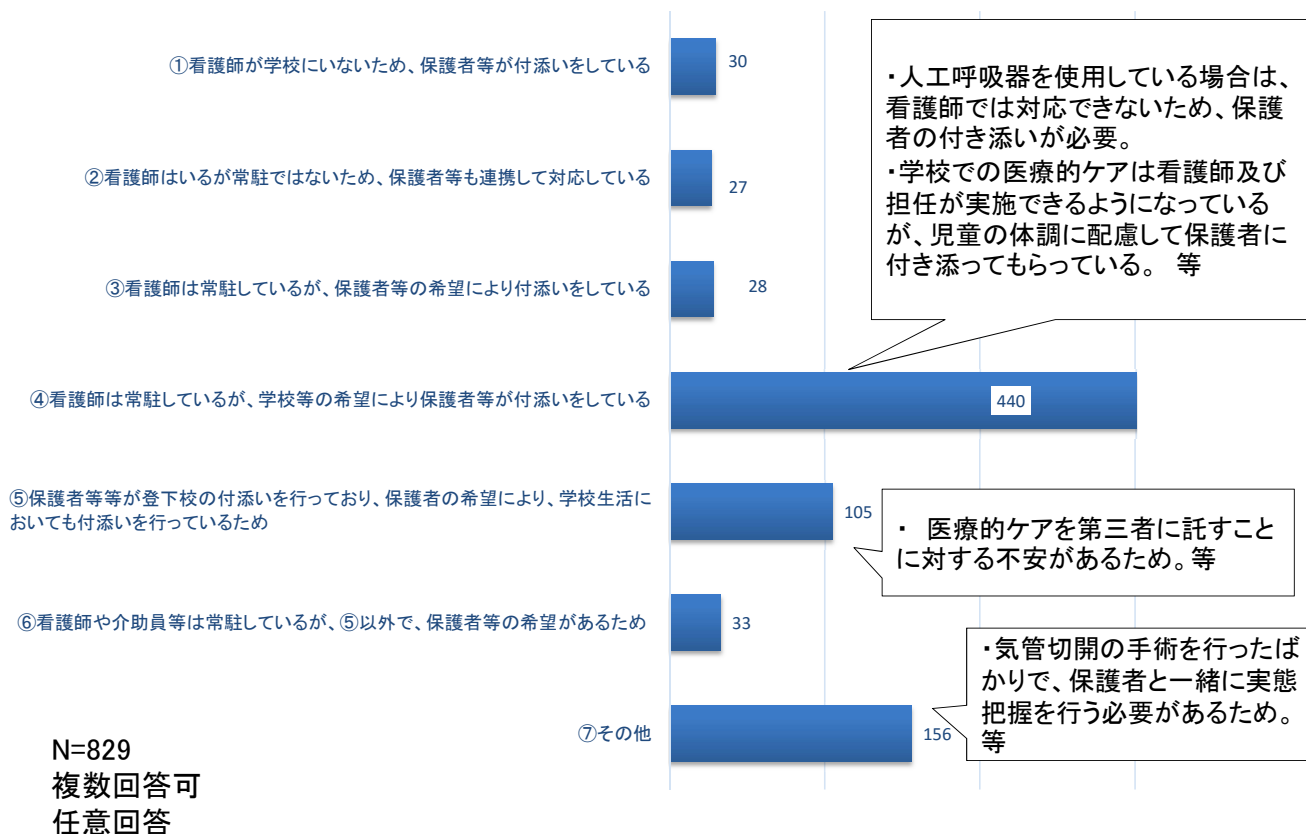 ①看護師が学校にいないため、保護者等が付添いをしている
30
②看護師はいるが常駐ではないため、保護者等も連携して対応している
27
③看護師は常駐しているが、保護者等の希望により付添いをしている
28
④看護師は常駐しているが、学校等の希望により保護者等が付添いをしている
440
・人工呼吸器を使用している場合は、
看護師では対応できないため、保護
者の付き添いが必要。
・学校での医療的ケアは看護師及び
担任が実施できるようになっている
が、児童の体調に配慮して保護者に
付き添ってもらっている。 等
⑤保護者等等が登下校の付添いを行っており、保護者の希望により、学校生活に
おいても付添いを行っているため
105
・ 医療的ケアを第三者に託すこと
に対する不安があるため。等
⑥看護師や介助員等は常駐しているが、⑤以外で、保護者等の希望があるため
33
⑦その他
156
・気管切開の手術を行ったば
かりで、保護者と一緒に実態
把握を行う必要があるため。
等
N=829
複数回答可
任意回答